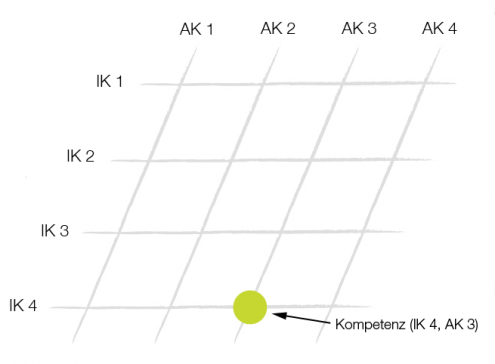 AK 1 AK 2 AK 3 AK 4
IK 1
IK 2
IK 3
IK 4
Kompetenz (IK 4, AK 3)